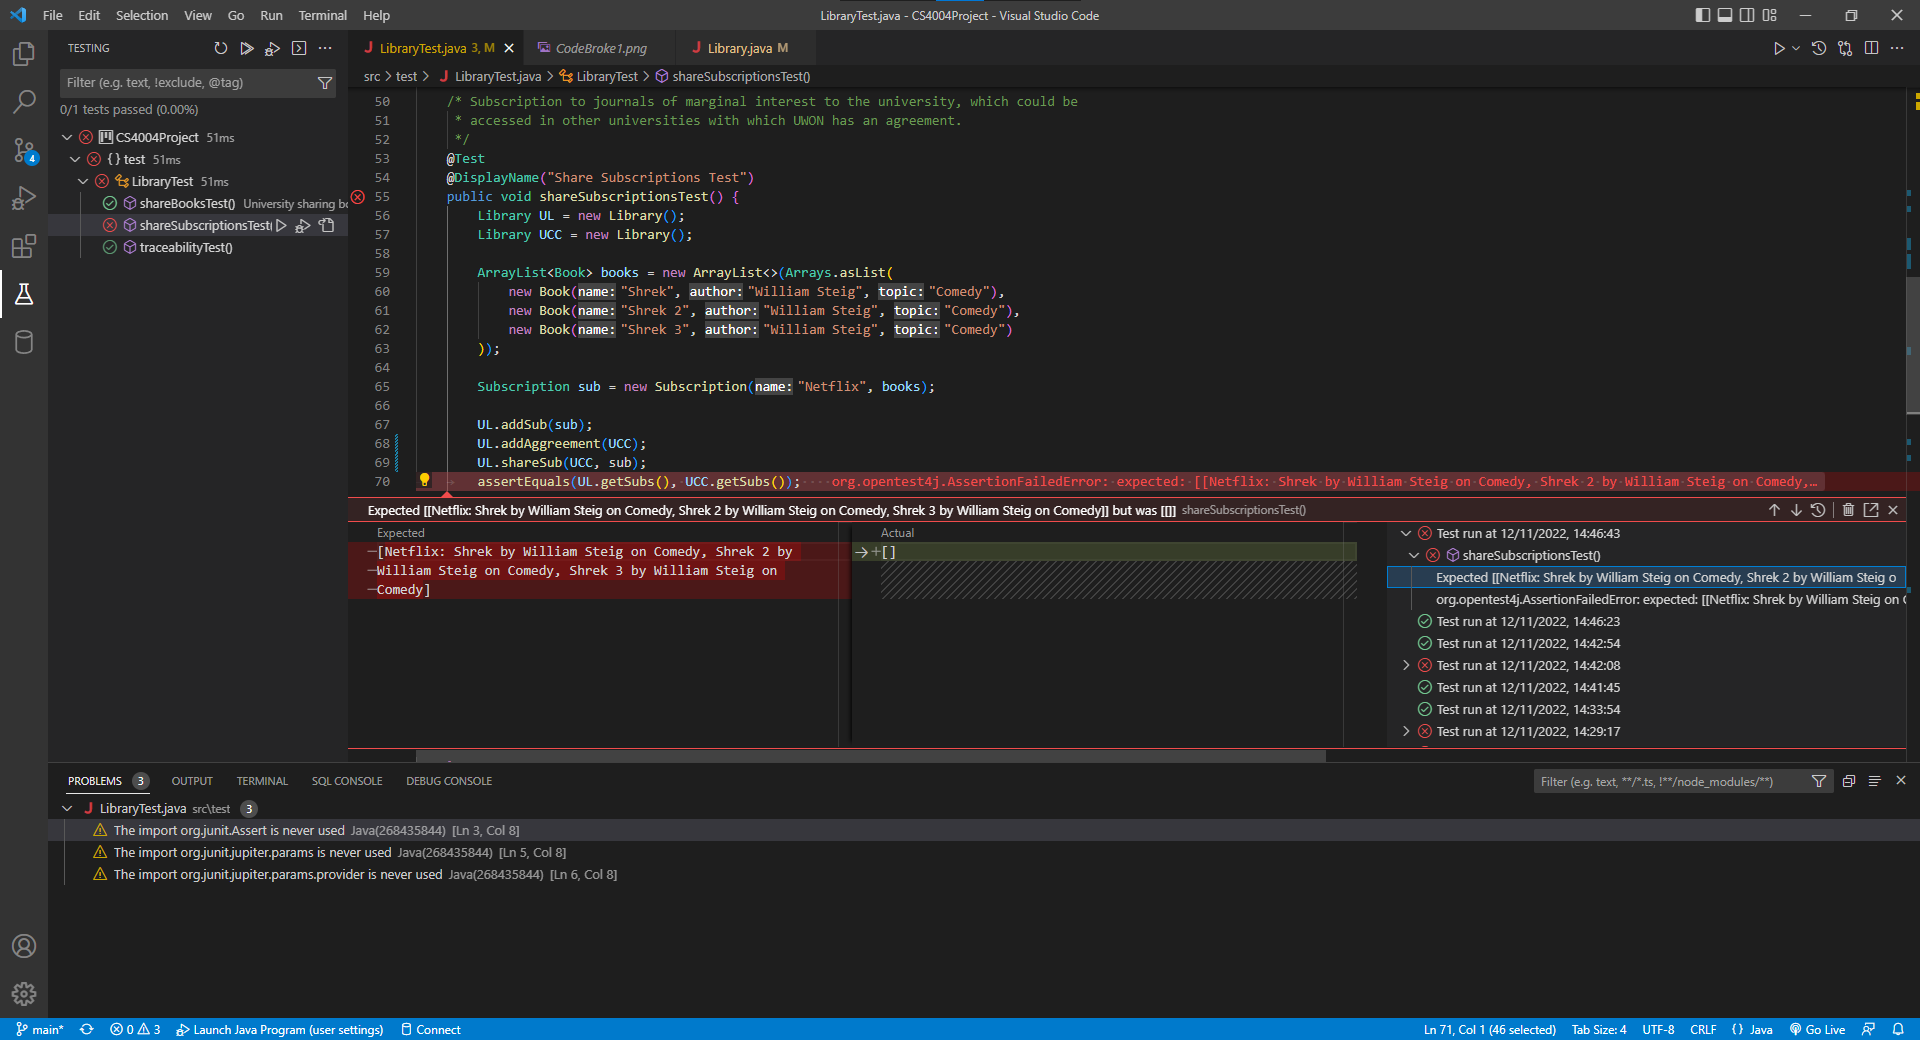 File Edit Selection View Go Run Terminal Help
LibraryTest.java - CS4004Project - Visual Studio Code
TESTING
Filter (e.g. text, !exclude, @tag)
0/1 tests passed (0.00%)
CS4004Project 51ms
{} test 51ms
LibraryTest 51ms
shareBooksTest() University sharing bo
shareSubscriptionsTest(
traceabilityTest()
4
LibraryTest.java 3, M
CodeBroke1.png
Library.java M
src > test > LibraryTest.java > LibraryTest > shareSubscriptionsTest()
50 /* Subscription to journals of marginal interest to the university, which could be
51 * accessed in other universities with which UWON has an agreement.
52 */
53 @Test
54 @DisplayName("Share Subscriptions Test")
55 public void shareSubscriptionsTest() {
56 Library UL = new Library();
57 Library UCC = new Library();
58
59 ArrayList<Book> books = new ArrayList<>(Arrays.asList(
60 new Book(name: "Shrek", author: "William Steig", topic: "Comedy"),
61 new Book(name: "Shrek 2", author: "William Steig", topic: "Comedy"),
62 new Book(name: "Shrek 3", author: "William Steig", topic: "Comedy")
63 ));
64
65 Subscription sub = new Subscription(name: "Netflix", books);
66
67 UL.addSub(sub);
68 UL.addAggreement(UCC);
69 UL.shareSub(UCC, sub);
70 assertEquals(UL.getSubs(), UCC.getSubs()); org.opentest4j.AssertionFailedError: expected: [[Netflix: Shrek by William Steig on Comedy, Shrek 2 by William Steig on Comedy,…
Expected [[Netflix: Shrek by William Steig on Comedy, Shrek 2 by William Steig on Comedy, Shrek 3 by William Steig on Comedy]] but was [[]] shareSubscriptionsTest()
Expected
—[Netflix: Shrek by William Steig on Comedy, Shrek 2 by
—William Steig on Comedy, Shrek 3 by William Steig on
—Comedy]
Actual
+[]
Test run at 12/11/2022, 14:46:43
shareSubscriptionsTest()
Expected [[Netflix: Shrek by William Steig on Comedy, Shrek 2 by William Steig o
org.opentest4j.AssertionFailedError: expected: [[Netflix: Shrek by William Steig on C
Test run at 12/11/2022, 14:46:23
Test run at 12/11/2022, 14:42:54
Test run at 12/11/2022, 14:42:08
Test run at 12/11/2022, 14:41:45
Test run at 12/11/2022, 14:33:54
Test run at 12/11/2022, 14:29:17
PROBLEMS 3 OUTPUT TERMINAL SQL CONSOLE DEBUG CONSOLE
Filter (e.g. text, **/*.ts, !**/node_modules/**)
LibraryTest.java src\test 3
The import org.junit.Assert is never used Java(268435844) [Ln 3, Col 8]
The import org.junit.jupiter.params is never used Java(268435844) [Ln 5, Col 8]
The import org.junit.jupiter.params.provider is never used Java(268435844) [Ln 6, Col 8]
main* 0 3 Launch Java Program (user settings) Connect
Ln 71, Col 1 (46 selected) Tab Size: 4 UTF-8 CRLF {} Java Go Live